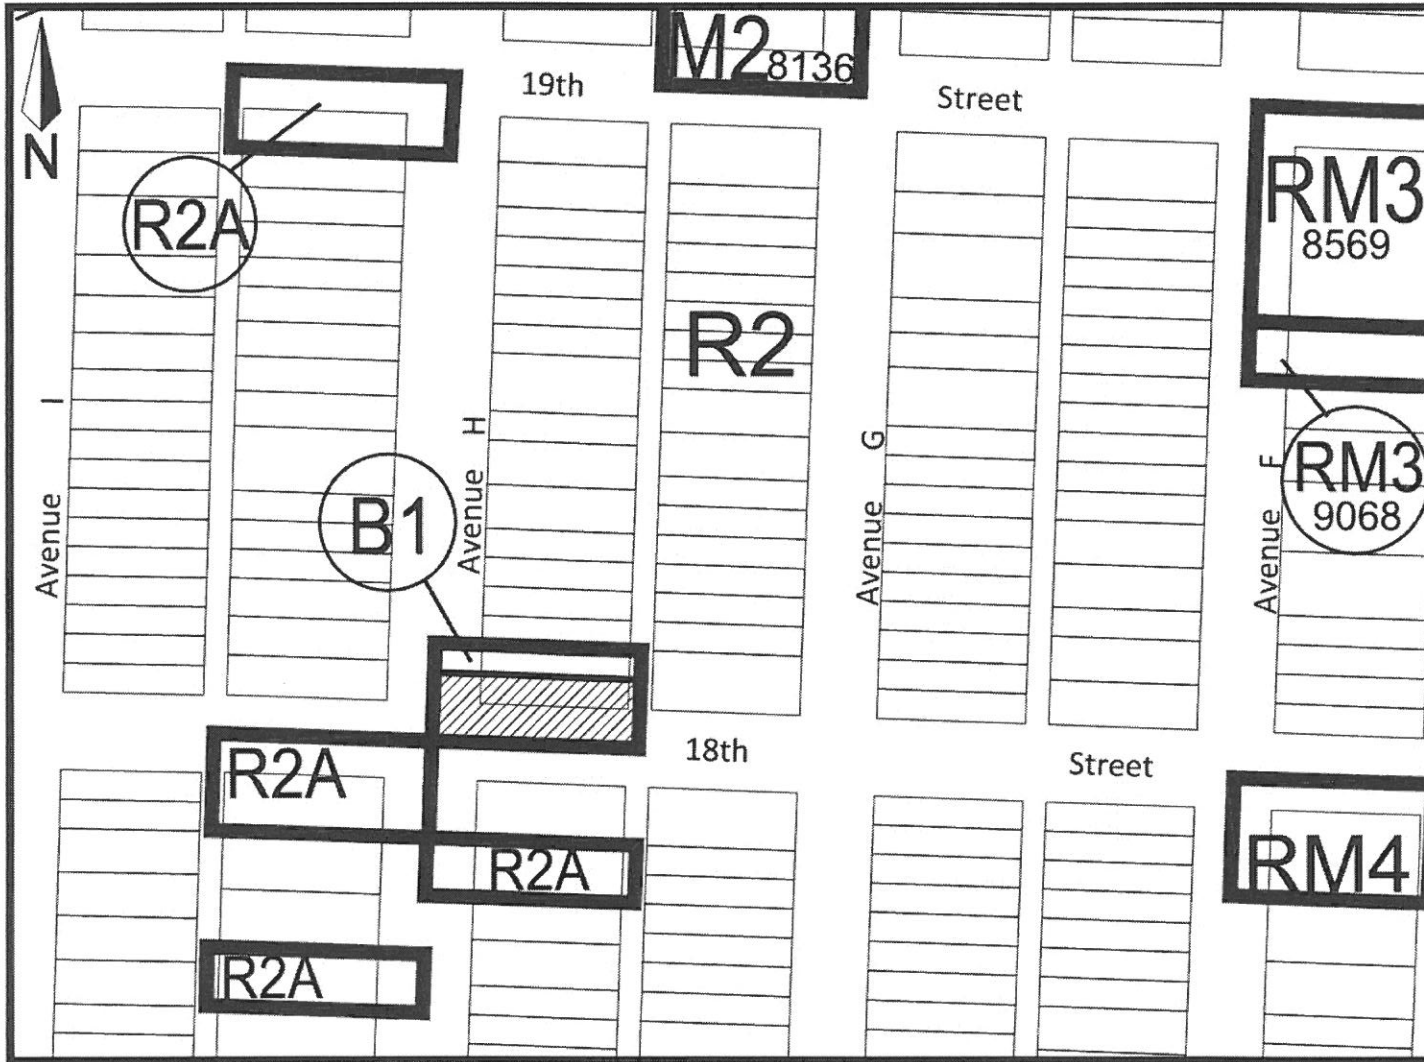 M2 8136
19th
Street
N
R2A
RM3
8569
R2
Avenue I
Avenue H
Avenue G
Avenue F
RM3
9068
B1
18th
Street
R2A
R2A
RM4
R2A